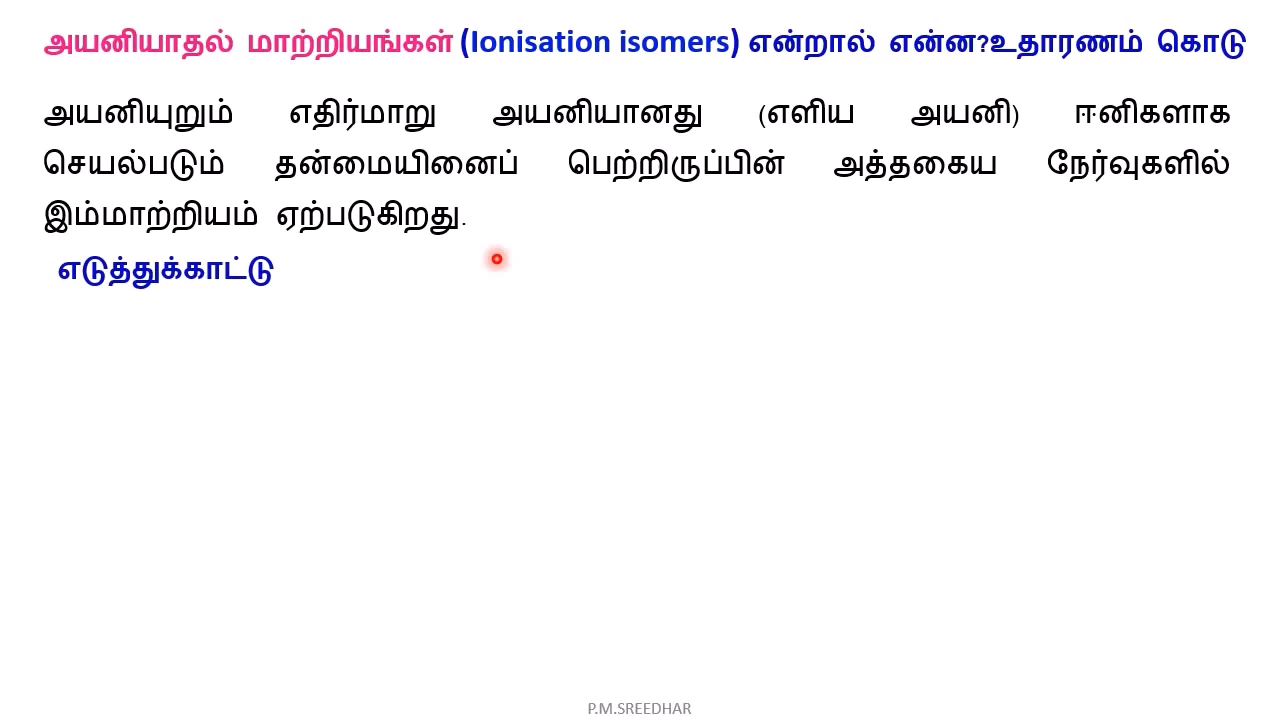 அயனியாதல் மாற்றியங்கள் (Ionisation isomers) என்றால் என்ன?உதாரணம் கொடு
அயனியுறும் எதிர்மாறு அயனியானது (எளிய அயனி) ஈனிகளாக
செயல்படும் தன்மையினைப் பெற்றிருப்பின் அத்தகைய நேர்வுகளில்
இம்மாற்றியம் ஏற்படுகிறது.
எடுத்துக்காட்டு
P.M.SREEDHAR